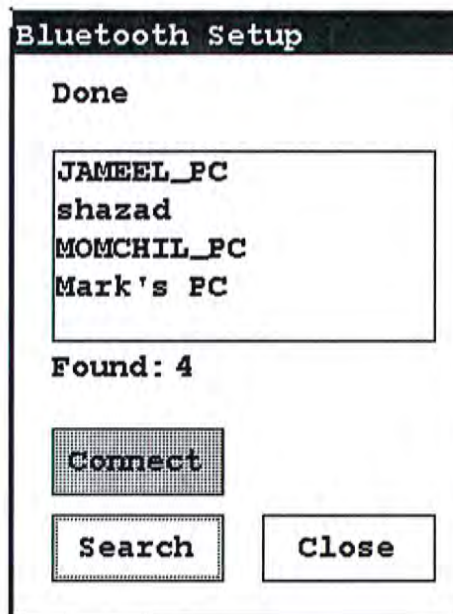 Bluetooth Setup
Done
JAMEEL_PC
shazad
MOMCHIL_PC
Mark's PC
Found: 4
Connect
Search Close